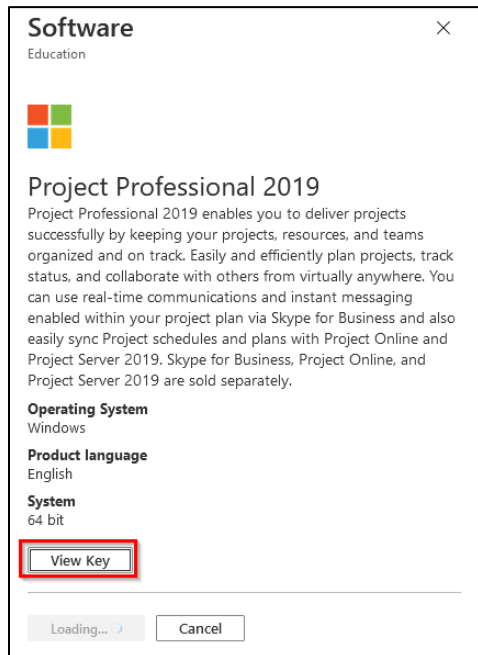 Software
Education
Project Professional 2019
Project Professional 2019 enables you to deliver projects
successfully by keeping your projects, resources, and teams
organized and on track. Easily and efficiently plan projects, track
status, and collaborate with others from virtually anywhere. You
can use real-time communications and instant messaging
enabled within your project plan via Skype for Business and also
easily sync Project schedules and plans with Project Online and
Project Server 2019. Skype for Business, Project Online, and
Project Server 2019 are sold separately.
Operating System
Windows
Product language
English
System
64 bit
View Key
Loading...
Cancel